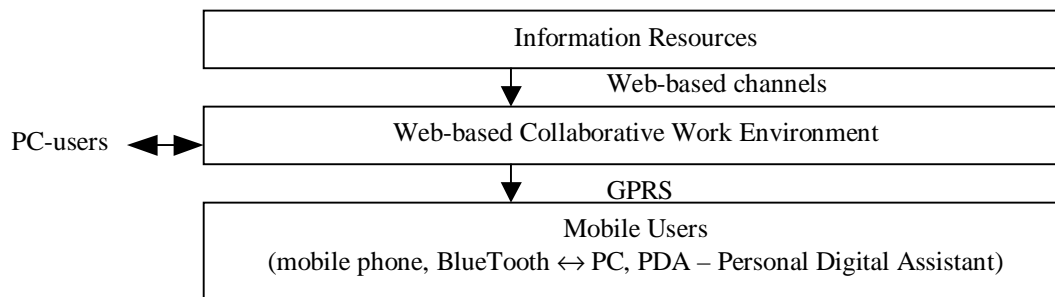 Information Resources
Web-based channels
PC-users
Web-based Collaborative Work Environment
GPRS
Mobile Users
(mobile phone, BlueTooth ↔ PC, PDA – Personal Digital Assistant)